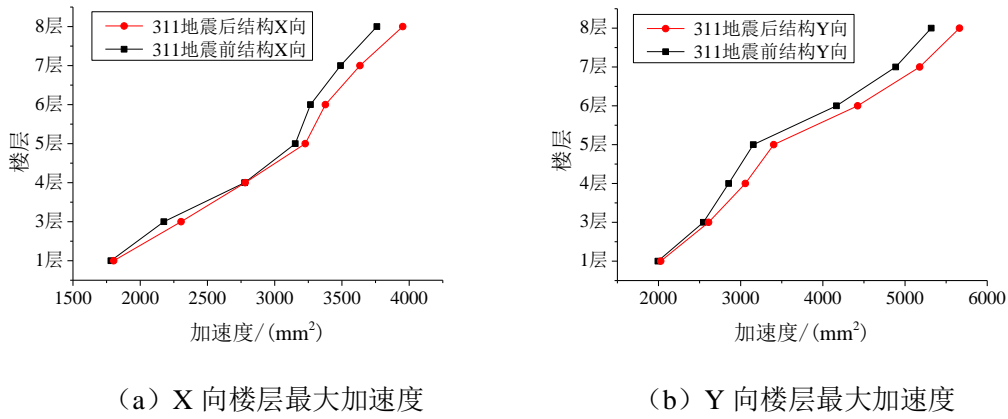 311地震后结构X向
311地震前结构X向
8层
7层
6层
5层
4层
3层
1层
楼层
1500 2000 2500 3000 3500 4000
加速度/(mm²)
(a)X 向楼层最大加速度
311地震后结构Y向
311地震前结构Y向
8层
7层
6层
5层
4层
3层
1层
楼层
2000 3000 4000 5000 6000
加速度/(mm²)
(b)Y 向楼层最大加速度